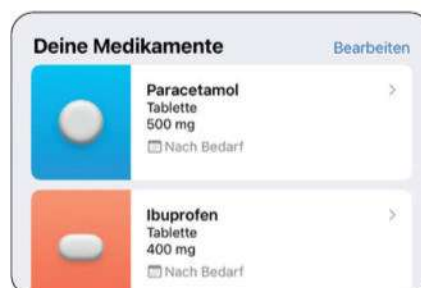 Deine Medikamente
Bearbeiten
Paracetamol
Tablette
500 mg
Nach Bedarf
Ibuprofen
Tablette
400 mg
Nach Bedarf